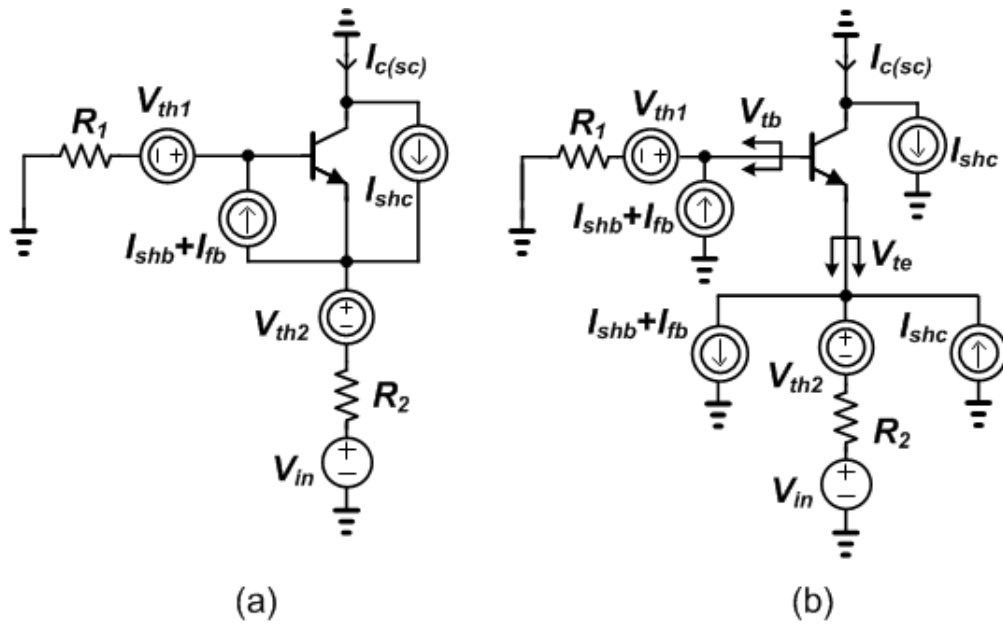 I_c(sc)
V_th1
R_1
I_shc
I_shb+I_fb
V_th2
R_2
V_in
(a)
I_c(sc)
V_tb
V_th1
R_1
I_shc
I_shb+I_fb
V_te
I_shb+I_fb
I_shc
V_th2
R_2
V_in
(b)